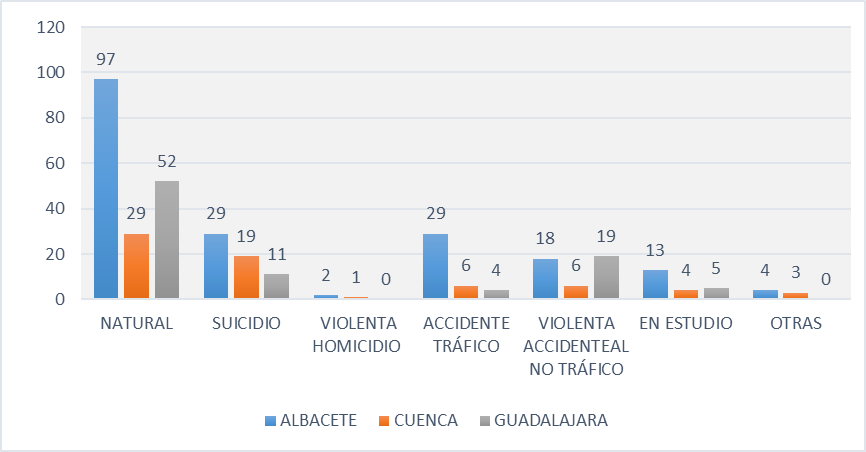 120
100
80
60
40
20
0
97
29
52
29
19
11
2
1
0
29
6
4
18
6
19
13
4
5
4
3
0
NATURAL
SUICIDIO
VIOLENTA
HOMICIDIO
ACCIDENTE
TRÁFICO
VIOLENTA
ACCIDENTEAL
NO TRÁFICO
EN ESTUDIO
OTRAS
ALBACETE
CUENCA
GUADALAJARA